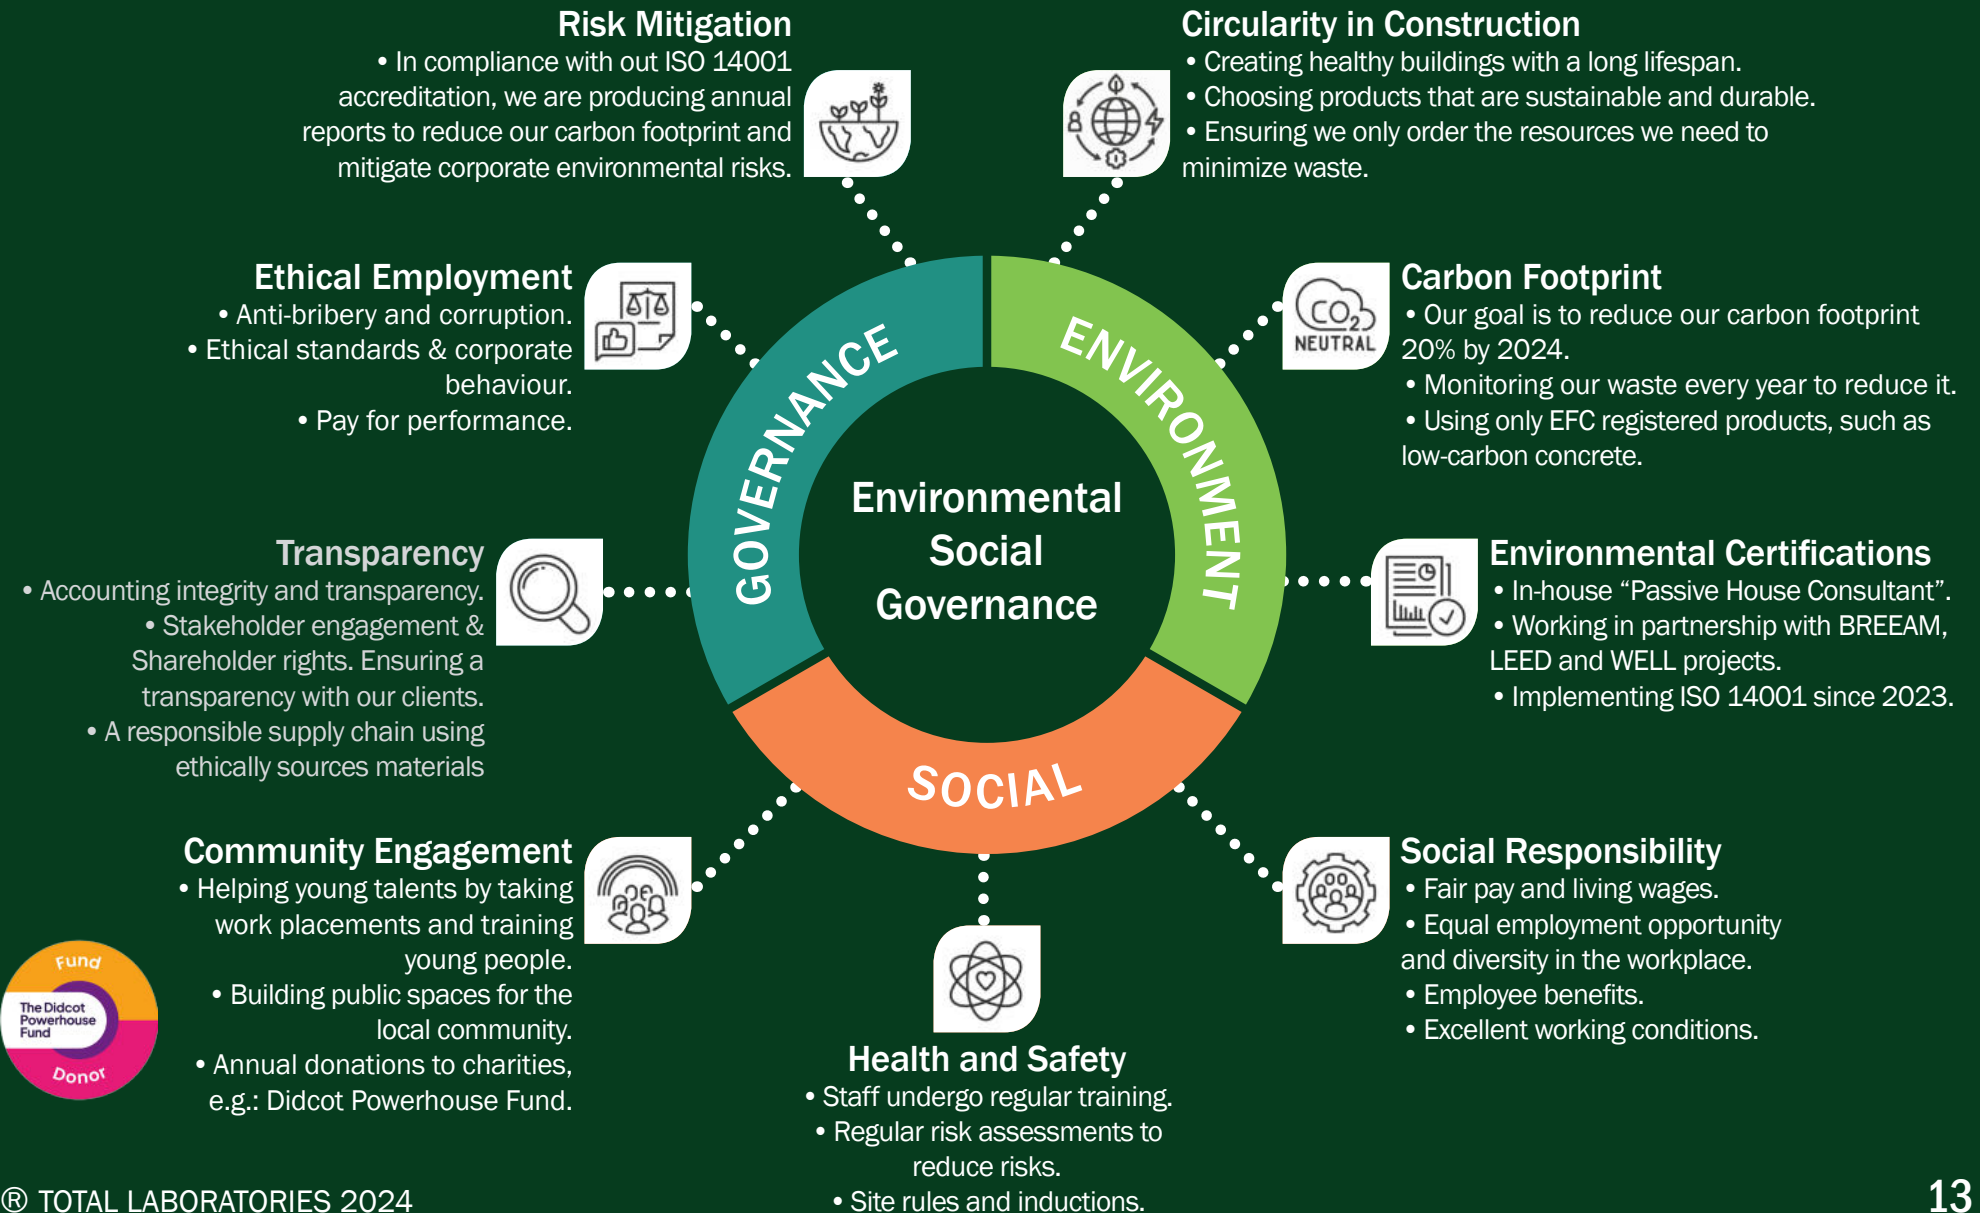 Risk Mitigation
• In compliance with out ISO 14001
accreditation, we are producing annual
reports to reduce our carbon footprint and
mitigate corporate environmental risks.
Circularity in Construction
• Creating healthy buildings with a long lifespan.
• Choosing products that are sustainable and durable.
• Ensuring we only order the resources we need to
minimize waste.
Ethical Employment
• Anti-bribery and corruption.
• Ethical standards & corporate
behaviour.
• Pay for performance.
CO2
NEUTRAL
Carbon Footprint
• Our goal is to reduce our carbon footprint
20% by 2024.
• Monitoring our waste every year to reduce it.
• Using only EFC registered products, such as
low-carbon concrete.
GOVERNANCE
ENVIRONMENT
SOCIAL
Environmental
Social
Governance
Transparency
• Accounting integrity and transparency.
• Stakeholder engagement &
Shareholder rights. Ensuring a
transparency with our clients.
• A responsible supply chain using
ethically sources materials
Environmental Certifications
• In-house “Passive House Consultant”.
• Working in partnership with BREEAM,
LEED and WELL projects.
• Implementing ISO 14001 since 2023.
Community Engagement
• Helping young talents by taking
work placements and training
young people.
• Building public spaces for the
local community.
• Annual donations to charities,
e.g.: Didcot Powerhouse Fund.
Fund
The Didcot
Powerhouse
Fund
Donor
Health and Safety
• Staff undergo regular training.
• Regular risk assessments to
reduce risks.
• Site rules and inductions.
Social Responsibility
• Fair pay and living wages.
• Equal employment opportunity
and diversity in the workplace.
• Employee benefits.
• Excellent working conditions.
® TOTAL LABORATORIES 2024
13